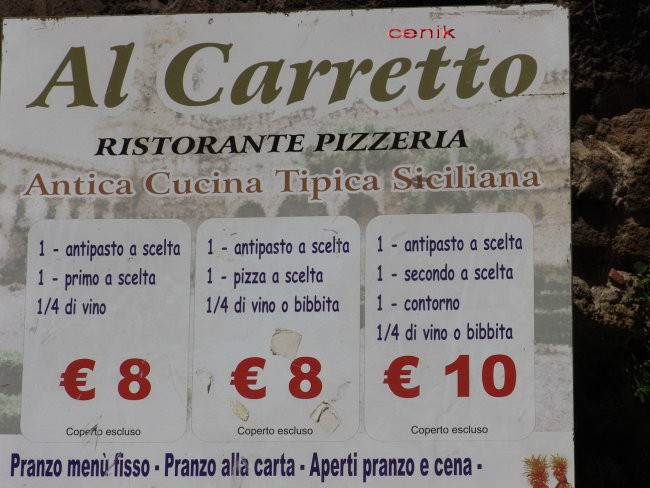 cenik
Al Carretto
RISTORANTE PIZZERIA
Antica Cucina Tipica Siciliana
1 - antipasto a scelta
1 - primo a scelta
1/4 di vino
€ 8
Coperto escluso
1 - antipasto a scelta
1 - pizza a scelta
1/4 di vino o bibbita
€ 8
Coperto escluso
1 - antipasto a scelta
1 - secondo a scelta
1 - contorno
1/4 di vino o bibbita
€ 10
Coperto escluso
Pranzo menù fisso - Pranzo alla carta - Aperti pranzo e cena -